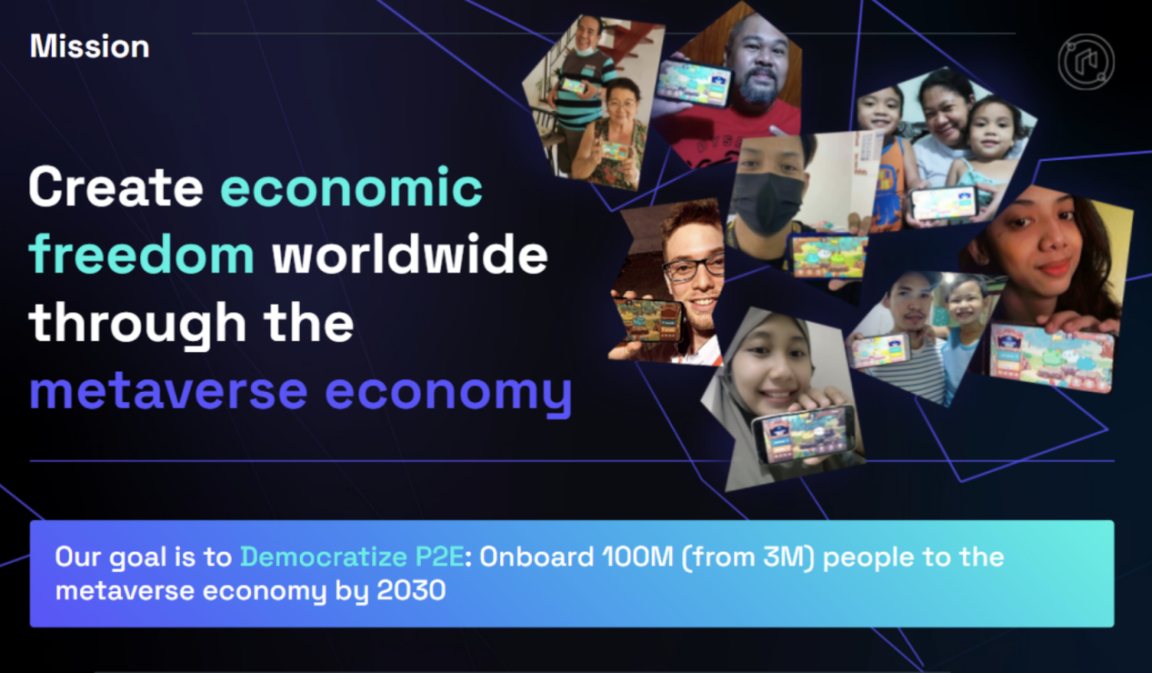 Mission
Create economic
freedom worldwide
through the
metaverse economy
Our goal is to Democratize P2E: Onboard 100M (from 3M) people to the
metaverse economy by 2030